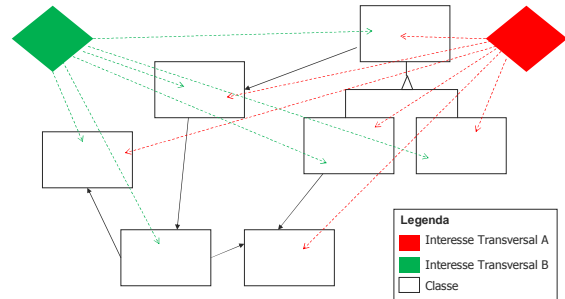 Legenda
Interesse Transversal A
Interesse Transversal B
Classe